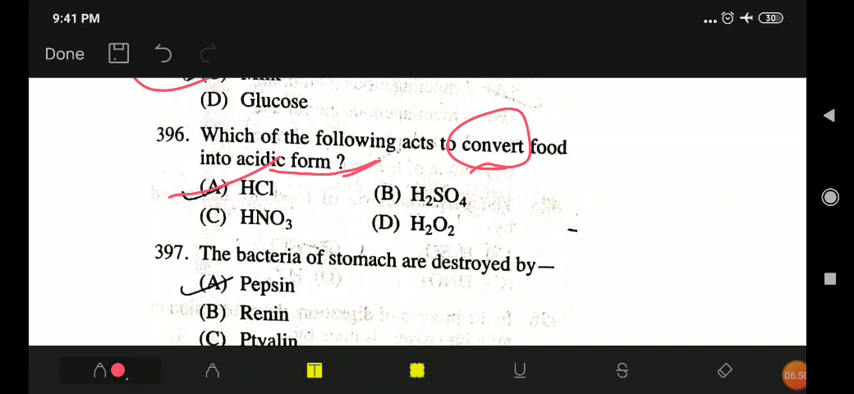 9:41 PM
30
Done
(D) Glucose
396. Which of the following acts to convert food
into acidic form ?
(A) HCl
(B) H₂SO₄
(C) HNO₃
(D) H₂O₂
397. The bacteria of stomach are destroyed by—
(A) Pepsin
(B) Renin
(C) Ptyalin
T
U
S
06:50